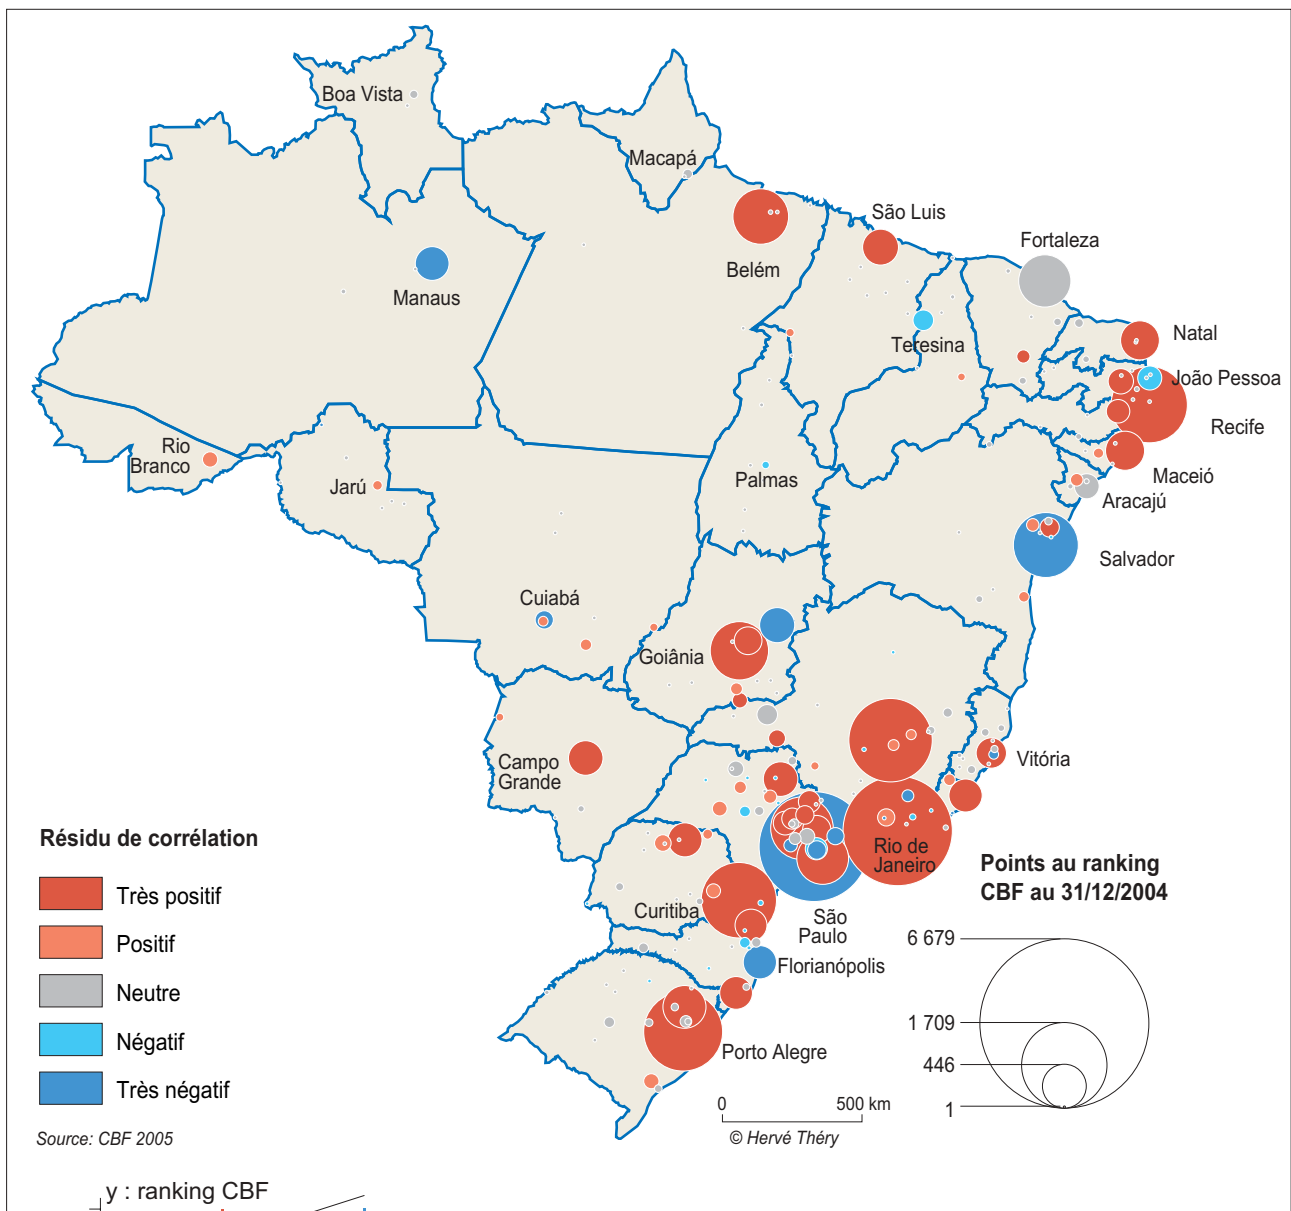 Boa Vista
Macapá
São Luis
Fortaleza
Belém
Manaus
Natal
Teresina
João Pessoa
Recife
Rio
Branco
Jarú
Palmas
Maceió
Aracajú
Salvador
Cuiabá
Goiânia
Campo
Grande
Vitória
Résidu de corrélation
Très positif
Positif
Neutre
Négatif
Très négatif
Source: CBF 2005
Rio de
Janeiro
Curitiba
São
Paulo
Florianópolis
Porto Alegre
Points au ranking
CBF au 31/12/2004
6 679
1 709
446
1
0 500 km
© Hervé Théry
y : ranking CBF